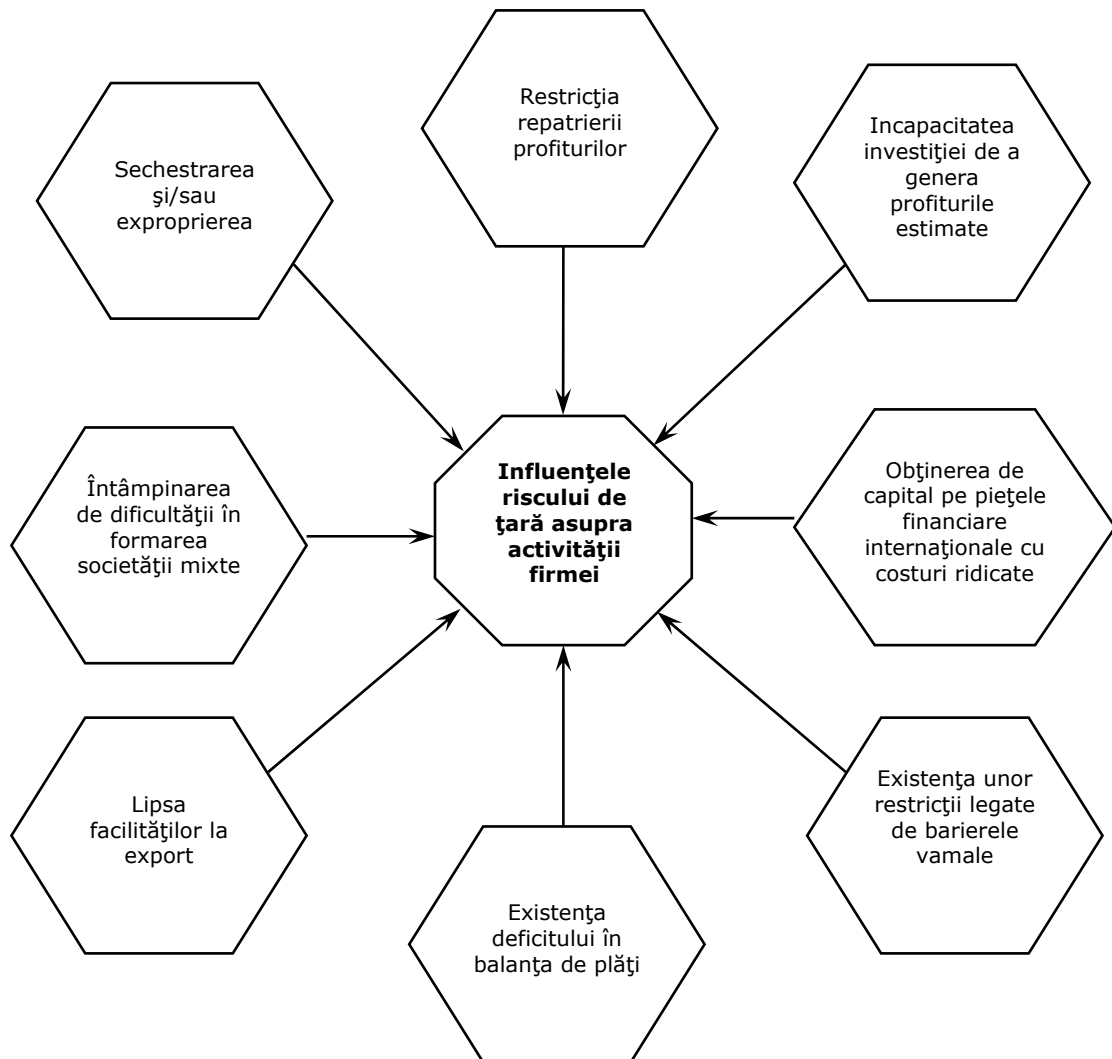 Restricţia
repatrierii
profiturilor
Incapacitatea
investiţiei de a
genera
profiturile
estimate
Sechestrarea
şi/sau
exproprierea
Influenţele
riscului de
ţară asupra
activităţii
firmei
Obţinerea de
capital pe pieţele
financiare
internaţionale cu
costuri ridicate
Întâmpinarea
de dificultăţii în
formarea
societăţii mixte
Existenţa unor
restricţii legate
de barierele
vamale
Lipsa
facilităţilor la
export
Existenţa
deficitului în
balanţa de plăţi